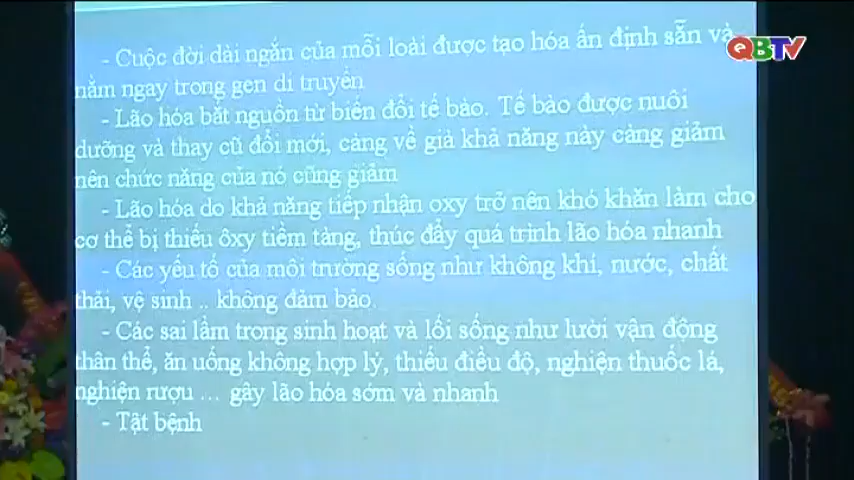 - Cuộc đời dài ngắn của mỗi loài được tạo hóa ấn định sẵn và
nằm ngay trong gen di truyền
- Lão hóa bắt nguồn từ biến đổi tế bào. Tế bào được nuôi
dưỡng và thay cũ đổi mới, càng về già khả năng này càng giảm
nên chức năng của nó cũng giảm
- Lão hóa do khả năng tiếp nhận oxy trở nên khó khăn làm cho
cơ thể bị thiếu ôxy tiềm tàng, thúc đẩy quá trình lão hóa nhanh
- Các yếu tố của môi trường sống như không khí, nước, chất
thải, vệ sinh .. không đảm bảo.
- Các sai lầm trong sinh hoạt và lối sống như lười vận động
thân thể, ăn uống không hợp lý, thiếu điều độ, nghiện thuốc lá,
nghiện rượu ... gây lão hóa sớm và nhanh
- Tật bệnh
QBTV